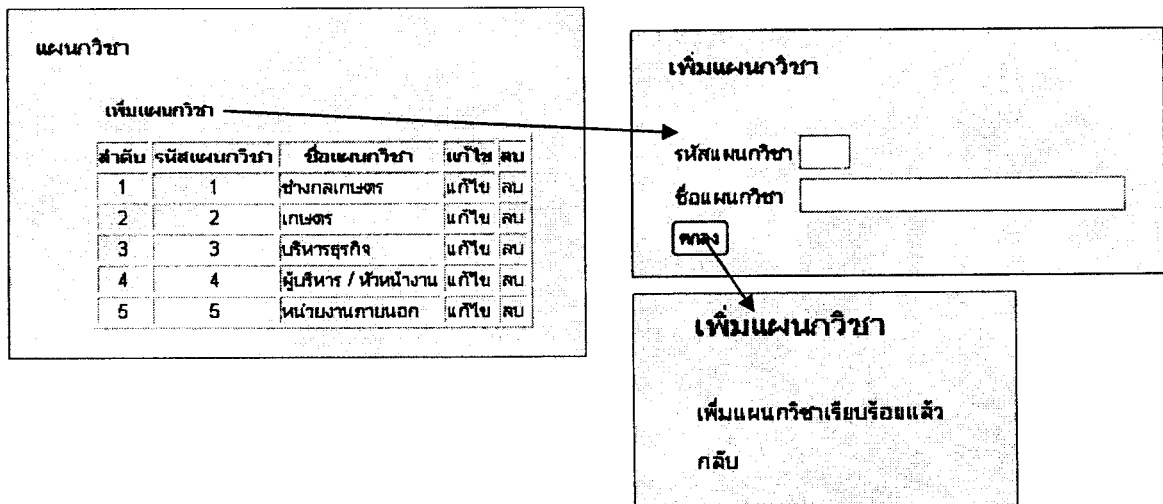 แผนกวิชา
เพิ่มแผนกวิชา
ลำดับ รหัสแผนกวิชา ชื่อแผนกวิชา แก้ไข ลบ
1 1 ช่างกลเกษตร แก้ไข ลบ
2 2 เกษตร แก้ไข ลบ
3 3 บริหารธุรกิจ แก้ไข ลบ
4 4 ผู้บริหาร / หัวหน้างาน แก้ไข ลบ
5 5 หน่วยงานภายนอก แก้ไข ลบ
เพิ่มแผนกวิชา
รหัสแผนกวิชา
ชื่อแผนกวิชา
ตกลง
เพิ่มแผนกวิชา
เพิ่มแผนกวิชาเรียบร้อยแล้ว
กลับ